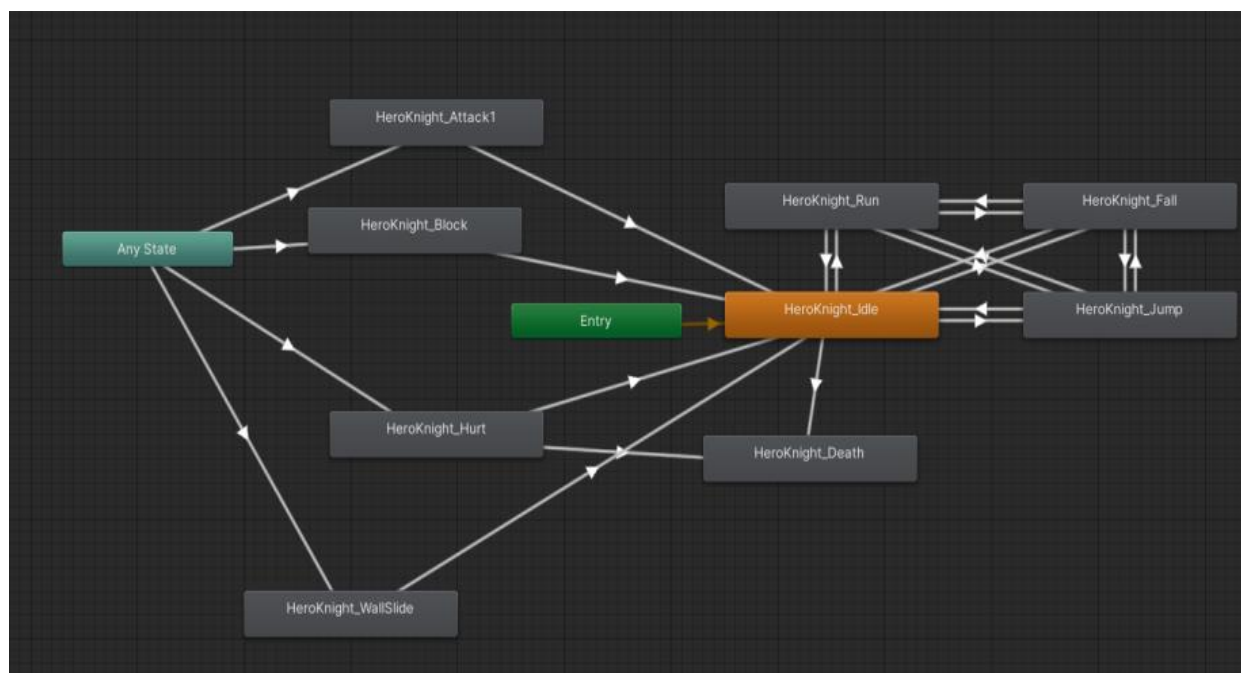 HeroKnight_Attack1
HeroKnight_Run
HeroKnight_Fall
HeroKnight_Block
Any State
Entry
HeroKnight_Idle
HeroKnight_Jump
HeroKnight_Hurt
HeroKnight_Death
HeroKnight_WallSlide